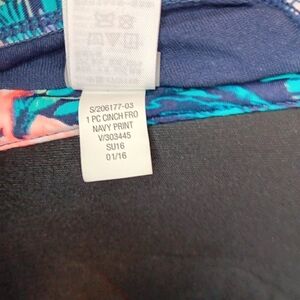 S/206177-03
1 PC CINCH FRO
NAVY PRINT
V/303445
SU16
01/16